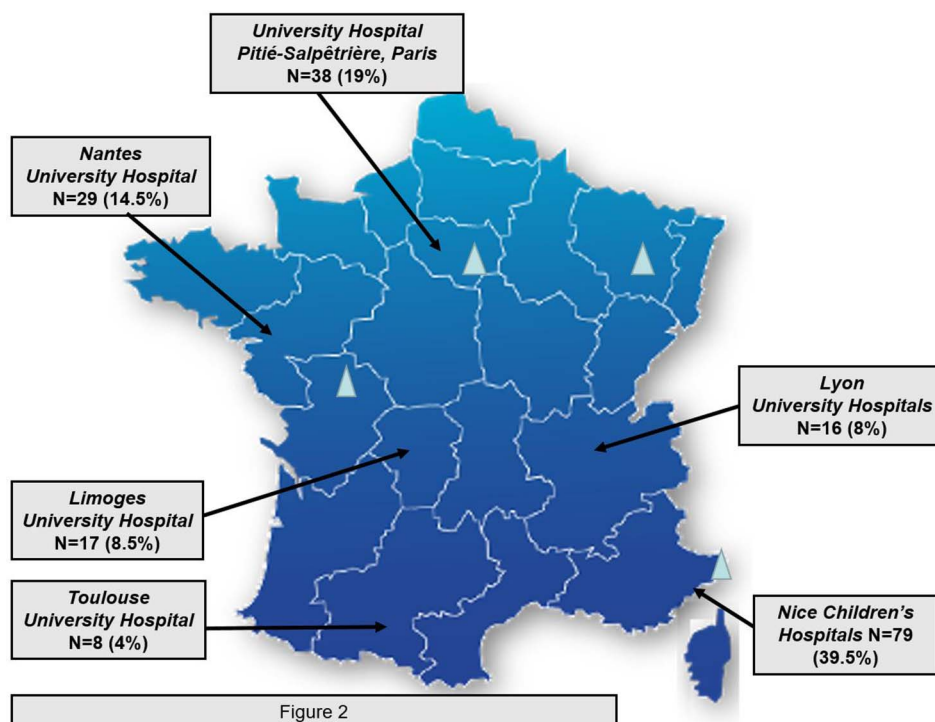 University Hospital
Pitié-Salpêtrière, Paris
N=38 (19%)
Nantes
University Hospital
N=29 (14.5%)
Lyon
University Hospitals
N=16 (8%)
Limoges
University Hospital
N=17 (8.5%)
Toulouse
University Hospital
N=8 (4%)
Nice Children's
Hospitals N=79
(39.5%)
Figure 2